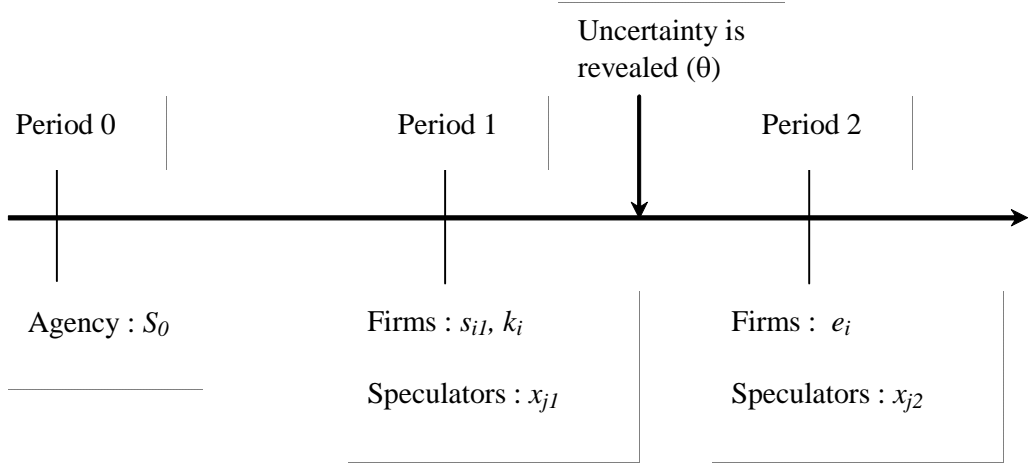 Uncertainty is
revealed (θ)
Period 0
Period 1
Period 2
Agency : S0
Firms : si1, ki
Firms : ei
Speculators : xj1
Speculators : xj2